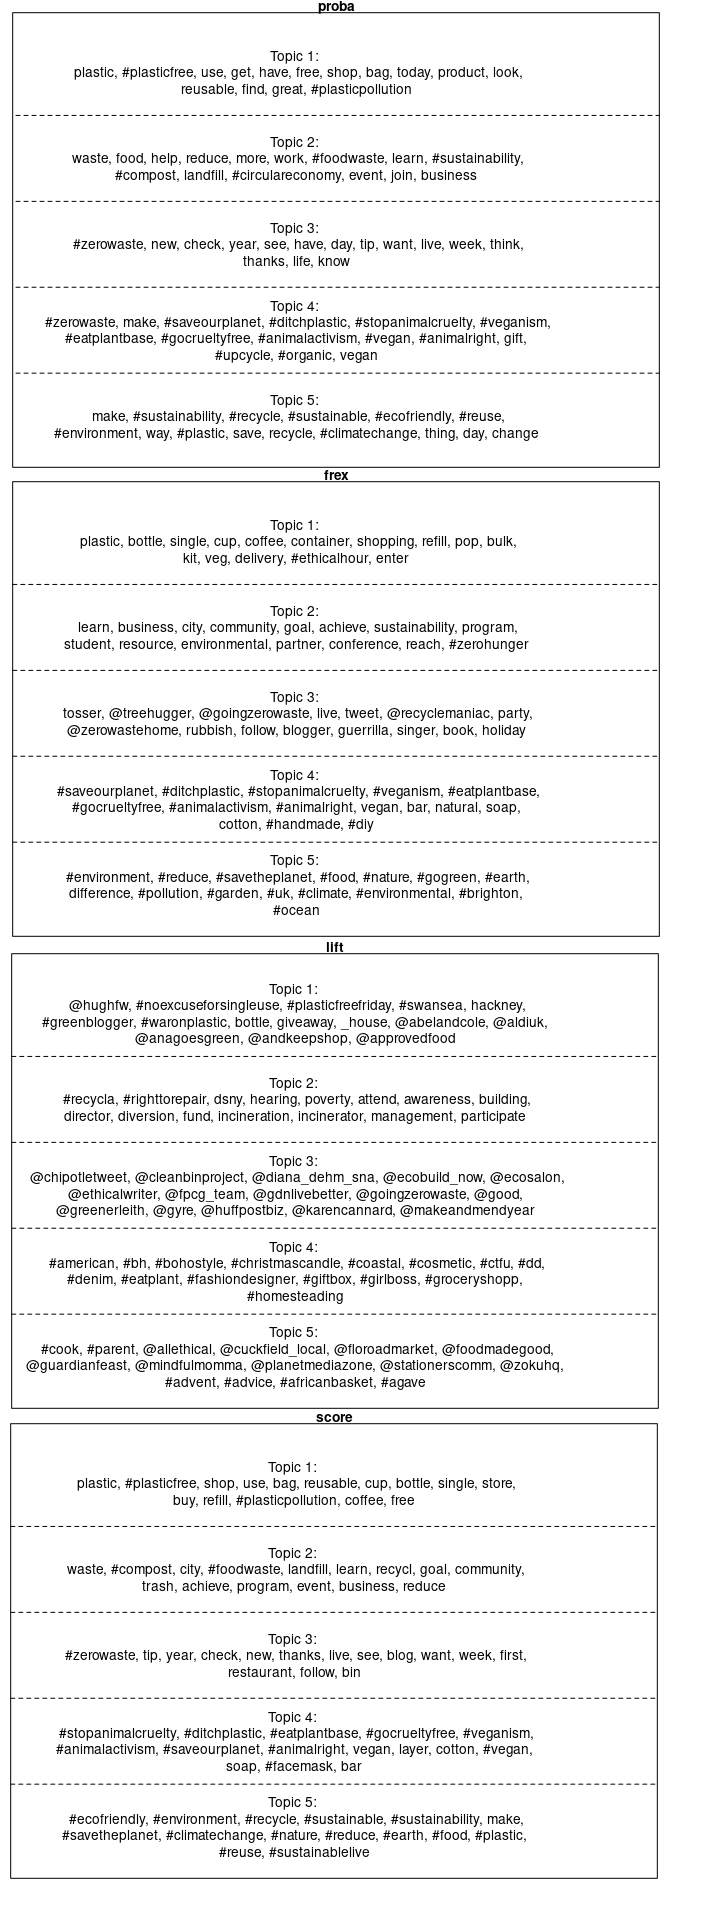 proba
Topic 1:
plastic, #plasticfree, use, get, have, free, shop, bag, today, product, look,
reusable, find, great, #plasticpollution
Topic 2:
waste, food, help, reduce, more, work, #foodwaste, learn, #sustainability,
#compost, landfill, #circulareconomy, event, join, business
Topic 3:
#zerowaste, new, check, year, see, have, day, tip, want, live, week, think,
thanks, life, know
Topic 4:
#zerowaste, make, #saveourplanet, #ditchplastic, #stopanimalcruelty, #veganism,
#eatplantbase, #gocrueltyfree, #animalactivism, #vegan, #animalright, gift,
#upcycle, #organic, vegan
Topic 5:
make, #sustainability, #recycle, #sustainable, #ecofriendly, #reuse,
#environment, way, #plastic, save, recycle, #climatechange, thing, day, change
frex
Topic 1:
plastic, bottle, single, cup, coffee, container, shopping, refill, pop, bulk,
kit, veg, delivery, #ethicalhour, enter
Topic 2:
learn, business, city, community, goal, achieve, sustainability, program,
student, resource, environmental, partner, conference, reach, #zerohunger
Topic 3:
tosser, @treehugger, @goingzerowaste, live, tweet, @recyclemaniac, party,
@zerowastehome, rubbish, follow, blogger, guerrilla, singer, book, holiday
Topic 4:
#saveourplanet, #ditchplastic, #stopanimalcruelty, #veganism, #eatplantbase,
#gocrueltyfree, #animalactivism, #animalright, vegan, bar, natural, soap,
cotton, #handmade, #diy
Topic 5:
#environment, #reduce, #savetheplanet, #food, #nature, #gogreen, #earth,
difference, #pollution, #garden, #uk, #climate, #environmental, #brighton,
#ocean
lift
Topic 1:
@hughfw, #noexcuseforsingleuse, #plasticfreefriday, #swansea, hackney,
#greenblogger, #waronplastic, bottle, giveaway, _house, @abelandcole, @aldiuk,
@anagoesgreen, @andkeepshop, @approvedfood
Topic 2:
#recycla, #righttorepair, dsny, hearing, poverty, attend, awareness, building,
director, diversion, fund, incineration, incinerator, management, participate
Topic 3:
@chipotletweet, @cleanbinproject, @diana_dehm_sna, @ecobuild_now, @ecosalon,
@ethicalwriter, @fpcg_team, @gdnlivebetter, @goingzerowaste, @good,
@greenerleith, @gyre, @huffpostbiz, @karencannard, @makeandmendyear
Topic 4:
#american, #bh, #bohostyle, #christmascandle, #coastal, #cosmetic, #ctfu, #dd,
#denim, #eatplant, #fashiondesigner, #giftbox, #girlboss, #groceryshopp,
#homesteading
Topic 5:
#cook, #parent, @allethical, @cuckfield_local, @floroadmarket, @foodmadegood,
@guardianfeast, @mindfulmomma, @planetmediazone, @stationerscomm, @zokuhq,
#advent, #advice, #africanbasket, #agave
score
Topic 1:
plastic, #plasticfree, shop, use, bag, reusable, cup, bottle, single, store,
buy, refill, #plasticpollution, coffee, free
Topic 2:
waste, #compost, city, #foodwaste, landfill, learn, recycl, goal, community,
trash, achieve, program, event, business, reduce
Topic 3:
#zerowaste, tip, year, check, new, thanks, live, see, blog, want, week, first,
restaurant, follow, bin
Topic 4:
#stopanimalcruelty, #ditchplastic, #eatplantbase, #gocrueltyfree, #veganism,
#animalactivism, #saveourplanet, #animalright, vegan, layer, cotton, #vegan,
soap, #facemask, bar
Topic 5:
#ecofriendly, #environment, #recycle, #sustainable, #sustainability, make,
#savetheplanet, #climatechange, #nature, #reduce, #earth, #food, #plastic,
#reuse, #sustainablelive